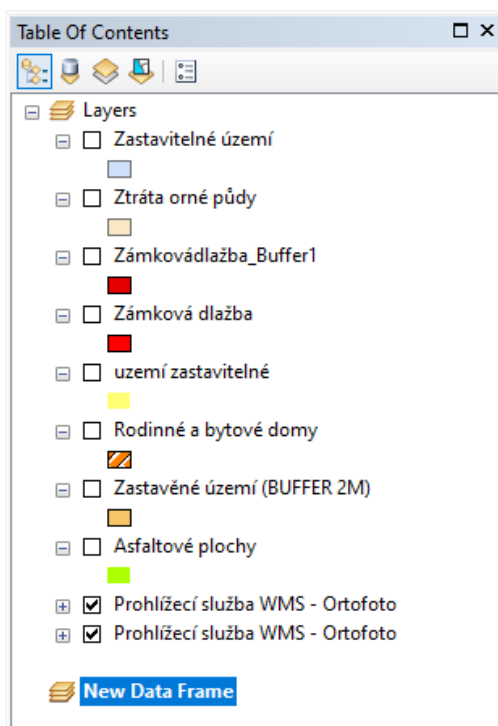 Table Of Contents
Layers
Zastavitelné území
Ztráta orné půdy
Zámkovádlažba_Buffer1
Zámková dlažba
uzemí zastavitelné
Rodinné a bytové domy
Zastavěné území (BUFFER 2M)
Asfaltové plochy
Prohlížecí služba WMS - Ortofoto
Prohlížecí služba WMS - Ortofoto
New Data Frame